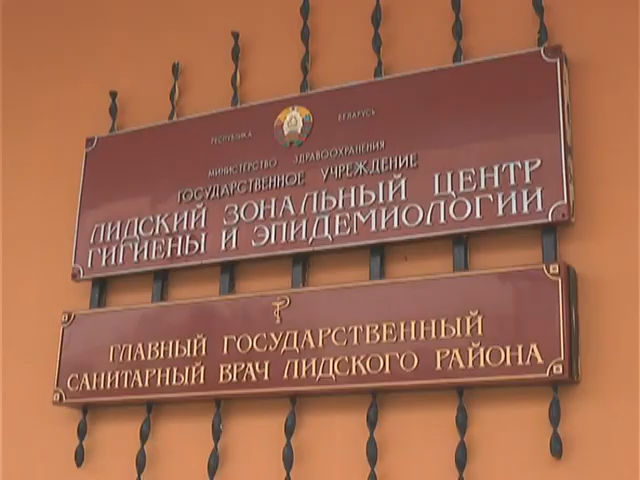 РЕСПУБЛИКА БЕЛАРУСЬ
МИНИСТЕРСТВО ЗДРАВООХРАНЕНИЯ
ГОСУДАРСТВЕННОЕ УЧРЕЖДЕНИЕ
ЛИДСКИЙ ЗОНАЛЬНЫЙ ЦЕНТР
ГИГИЕНЫ И ЭПИДЕМИОЛОГИИ
ГЛАВНЫЙ ГОСУДАРСТВЕННЫЙ
САНИТАРНЫЙ ВРАЧ ЛИДСКОГО РАЙОНА